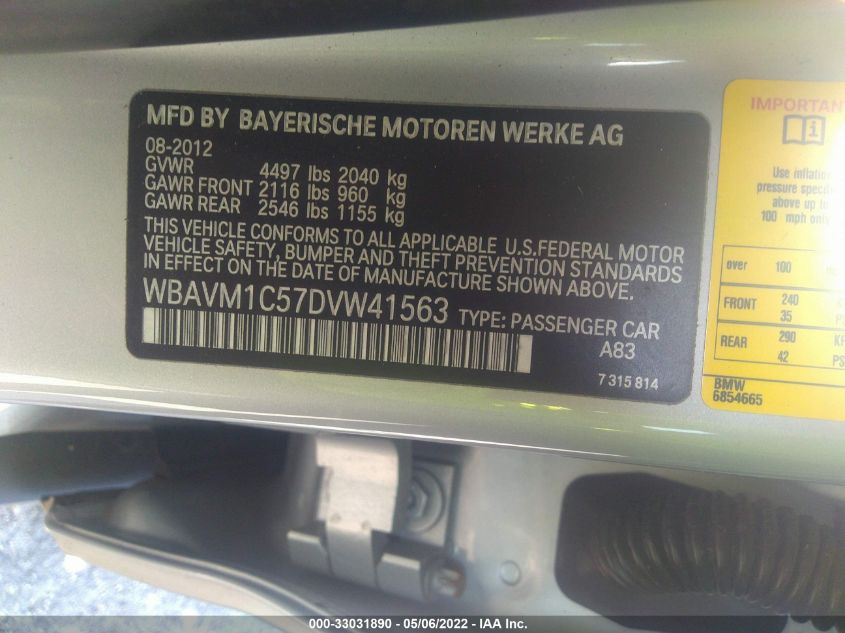 MFD BY BAYERISCHE MOTOREN WERKE AG
08-2012
GVWR 4497 lbs 2040 kg
GAWR FRONT 2116 lbs 960 kg
GAWR REAR 2546 lbs 1155 kg
THIS VEHICLE CONFORMS TO ALL APPLICABLE U.S.FEDERAL MOTOR
VEHICLE SAFETY, BUMPER AND THEFT PREVENTION STANDARDS
IN EFFECT ON THE DATE OF MANUFACTURE SHOWN ABOVE.
WBAVM1C57DVW41563 TYPE: PASSENGER CAR
A83
7 315 814
IMPORTANT
Use inflation
pressure
above up to
100 mph only
over 100
FRONT 240
35
REAR 290
42
BMW
6854665
000-33031890 - 05/06/2022 - IAA Inc.